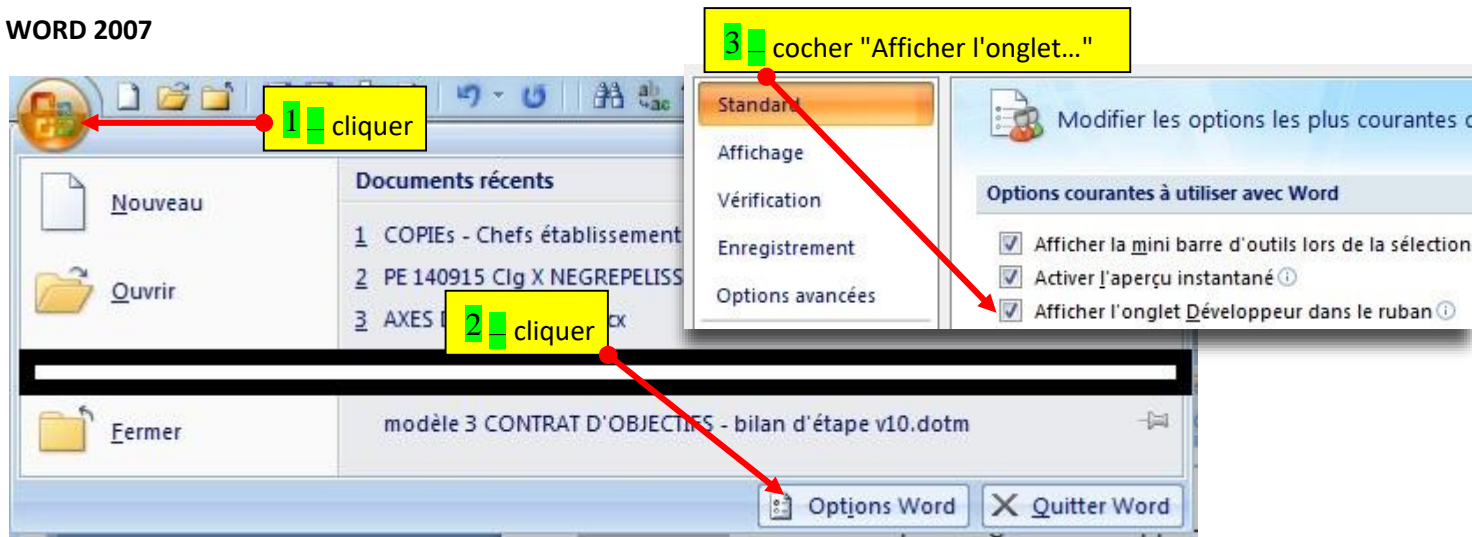 WORD 2007
3 _ cocher "Afficher l'onglet…"
1 _ cliquer
Standard
Affichage
Vérification
Enregistrement
Options avancées
Modifier les options les plus courantes
Options courantes à utiliser avec Word
Afficher la mini barre d'outils lors de la sélection
Activer l'aperçu instantané
Afficher l'onglet Développeur dans le ruban
Nouveau
Ouvrir
Documents récents
1 COPIEs - Chefs établissement
2 PE 140915 Clg X NEGREPELISS
3 AXES
2 _ cliquer
Fermer
modèle 3 CONTRAT D'OBJECTIFS - bilan d'étape v10.dotm
Options Word
Quitter Word